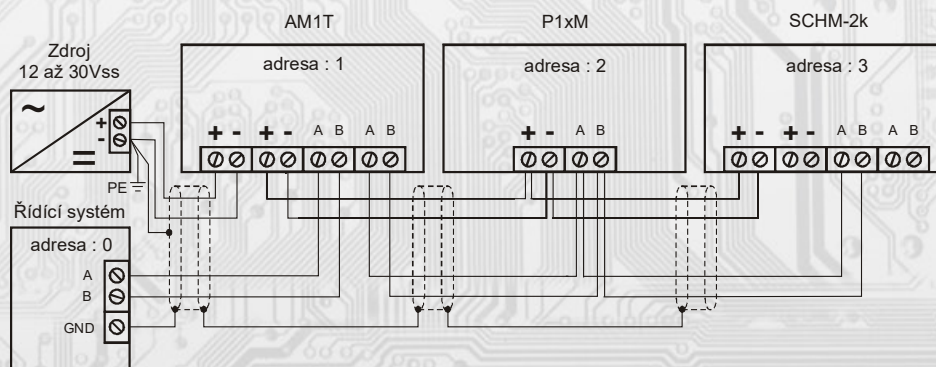 AM1T
P1xM
SCHM-2k
Zdroj
12 až 30Vss
adresa : 1
adresa : 2
adresa : 3
~
=
+
-
PE
+ - + - A B A B
+ - A B
+ - + - A B A B
Řídící systém
adresa : 0
A
B
GND